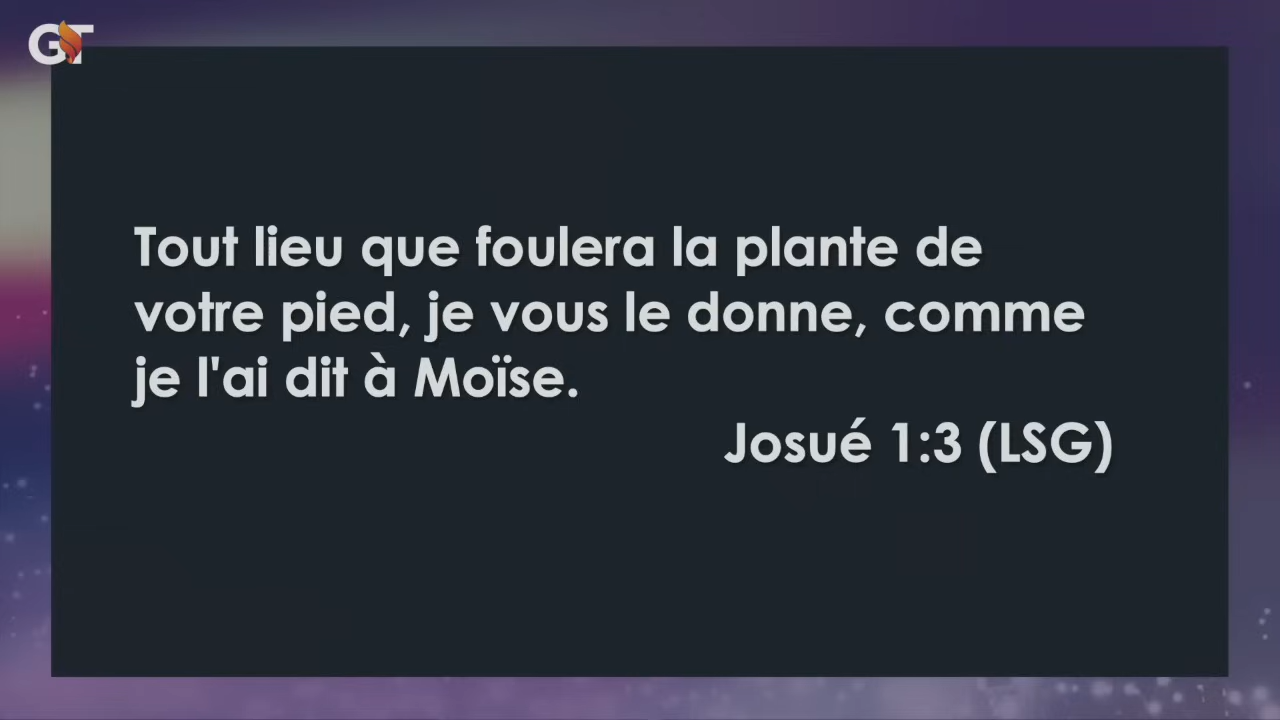 GT
Tout lieu que foulera la plante de
votre pied, je vous le donne, comme
je l'ai dit à Moïse.
Josué 1:3 (LSG)